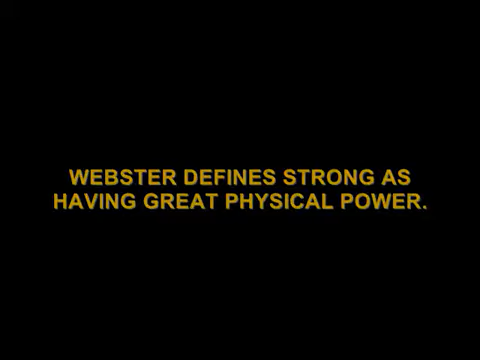 WEBSTER DEFINES STRONG AS
HAVING GREAT PHYSICAL POWER.